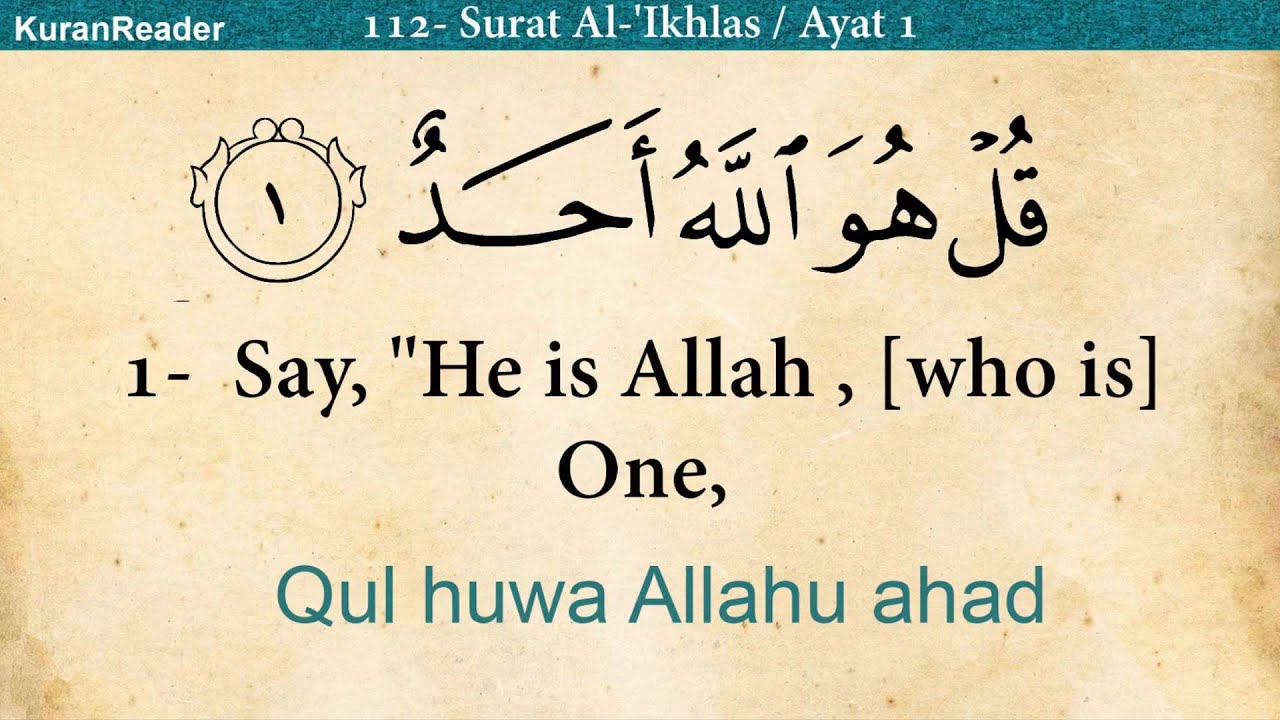 KuranReader
112- Surat Al-'Ikhlas / Ayat 1
قُلۡ هُوَ ٱللَّهُ أَحَدٌ ١
1- Say, "He is Allah , [who is]
One,
Qul huwa Allahu ahad